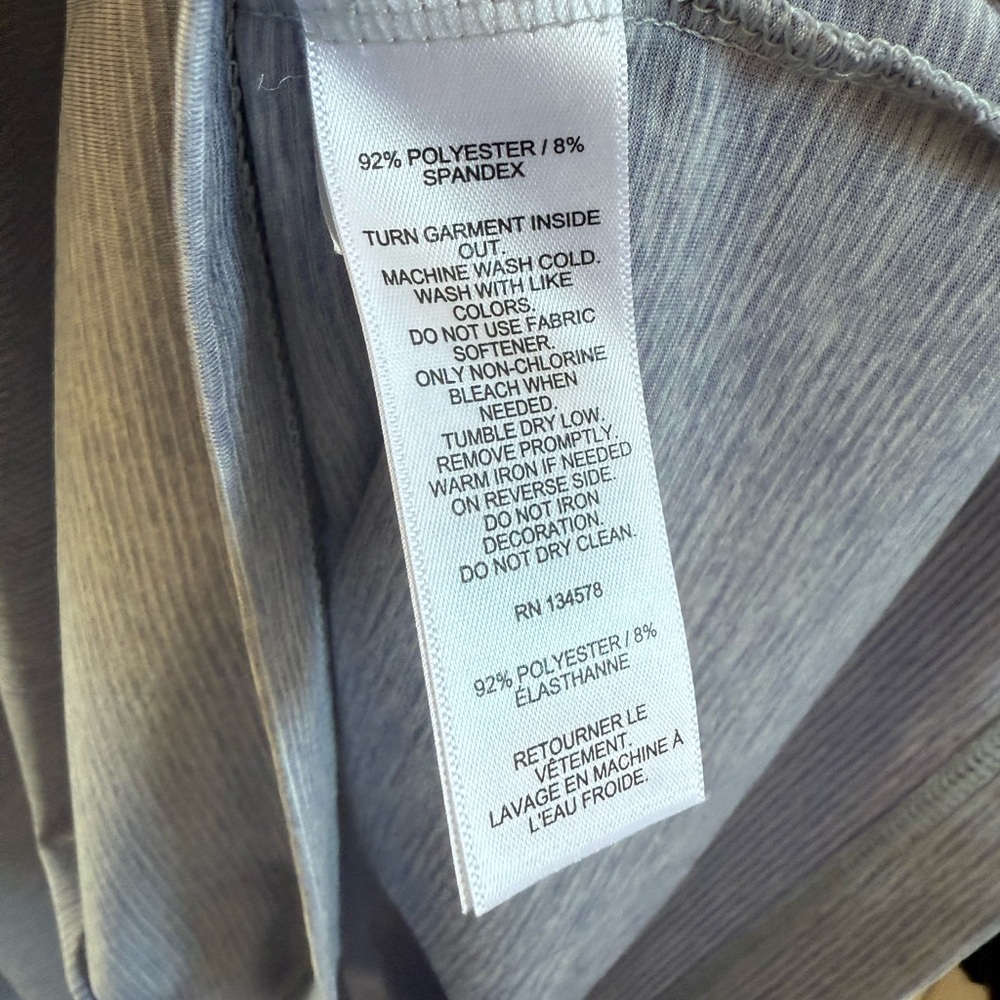 92% POLYESTER / 8%
SPANDEX
TURN GARMENT INSIDE
OUT.
MACHINE WASH COLD.
WASH WITH LIKE
COLORS.
DO NOT USE FABRIC
SOFTENER.
ONLY NON-CHLORINE
BLEACH WHEN
NEEDED.
TUMBLE DRY LOW.
REMOVE PROMPTLY.
WARM IRON IF NEEDED
ON REVERSE SIDE.
DO NOT IRON
DECORATION.
DO NOT DRY CLEAN.
RN 134578
92% POLYESTER / 8%
ÉLASTHANNE
RETOURNER LE
VÊTEMENT.
LAVAGE EN MACHINE À
L'EAU FROIDE.